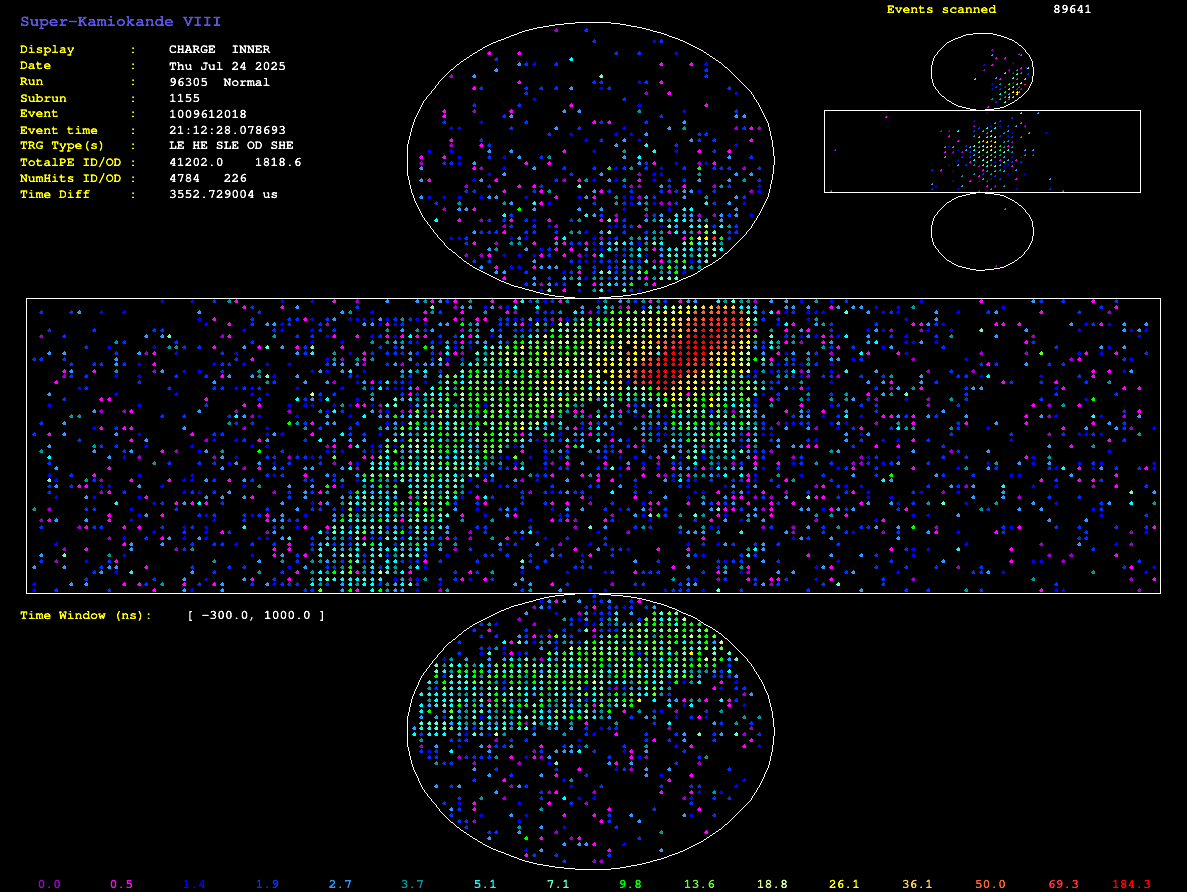 Super-Kamiokande VIII
Events scanned 89641
Display : CHARGE INNER
Date : Thu Jul 24 2025
Run : 96305 Normal
Subrun : 1155
Event : 1009612018
Event time : 21:12:28.078693
TRG Type(s) : LE HE SLE OD SHE
TotalPE ID/OD : 41202.0 1818.6
NumHits ID/OD : 4784 226
Time Diff : 3552.729004 us
Time Window (ns): [ -300.0, 1000.0 ]
0.0 0.5 1.4 1.9 2.7 3.7 5.1 7.1 9.8 13.6 18.8 26.1 36.1 50.0 69.3 184.3